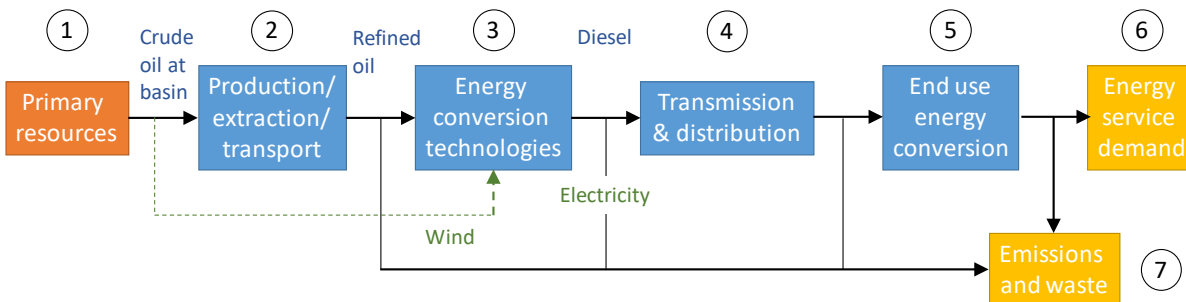 1
2
3
4
5
6
Crude
oil at
basin
Refined
oil
Diesel
Primary
resources
Production/
extraction/
transport
Energy
conversion
technologies
Transmission
& distribution
End use
energy
conversion
Energy
service
demand
Electricity
Wind
Emissions
and waste
7